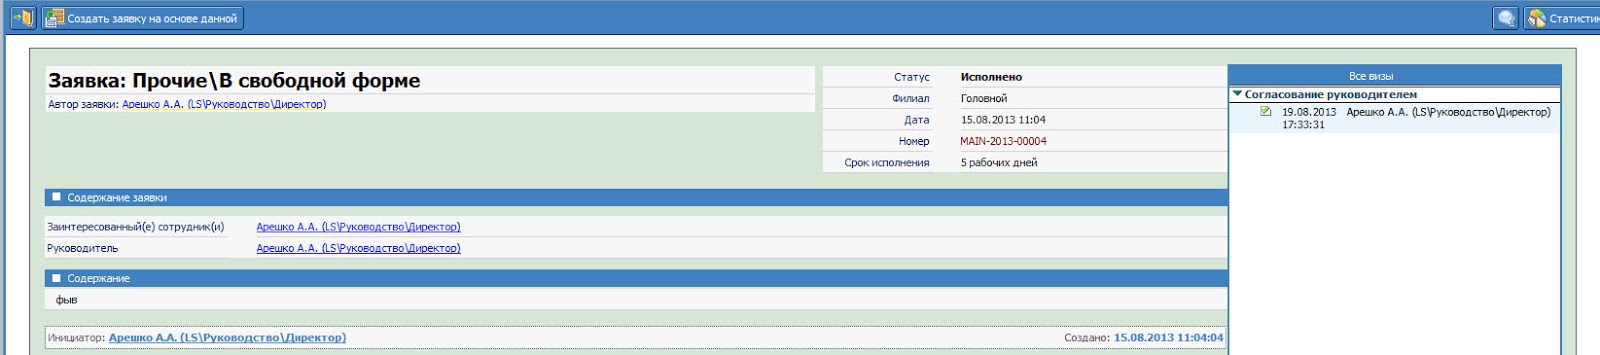 Создать заявку на основе данной
Статистик
Заявка: Прочие\В свободной форме
Автор заявки: Арешко А.А. (LS\Руководство\Директор)
Статус Исполнено
Филиал Головной
Дата 15.08.2013 11:04
Номер MAIN-2013-00004
Срок исполнения 5 рабочих дней
Все визы
Согласование руководителем
19.08.2013 Арешко А.А. (LS\Руководство\Директор)
17:33:31
Содержание заявки
Заинтересованный(е) сотрудник(и) Арешко А.А. (LS\Руководство\Директор)
Руководитель Арешко А.А. (LS\Руководство\Директор)
Содержание
фыв
Инициатор: Арешко А.А. (LS\Руководство\Директор) Создано: 15.08.2013 11:04:04